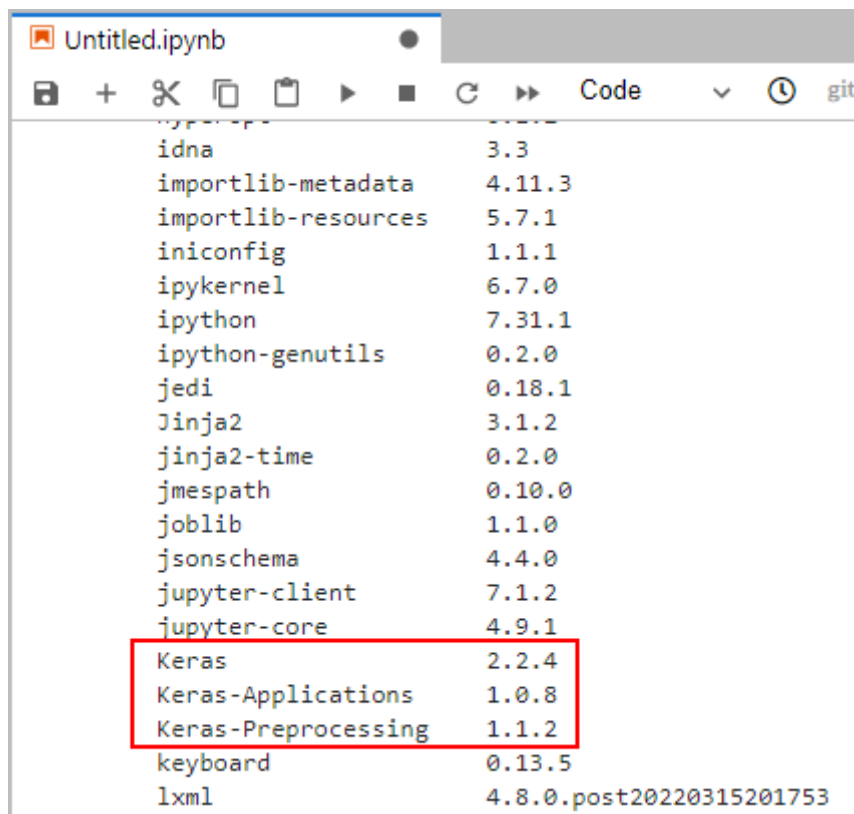 Untitled.ipynb
Code git
idna 3.3
importlib-metadata 4.11.3
importlib-resources 5.7.1
iniconfig 1.1.1
ipykernel 6.7.0
ipython 7.31.1
ipython-genutils 0.2.0
jedi 0.18.1
Jinja2 3.1.2
jinja2-time 0.2.0
jmespath 0.10.0
joblib 1.1.0
jsonschema 4.4.0
jupyter-client 7.1.2
jupyter-core 4.9.1
Keras 2.2.4
Keras-Applications 1.0.8
Keras-Preprocessing 1.1.2
keyboard 0.13.5
lxml 4.8.0.post20220315201753